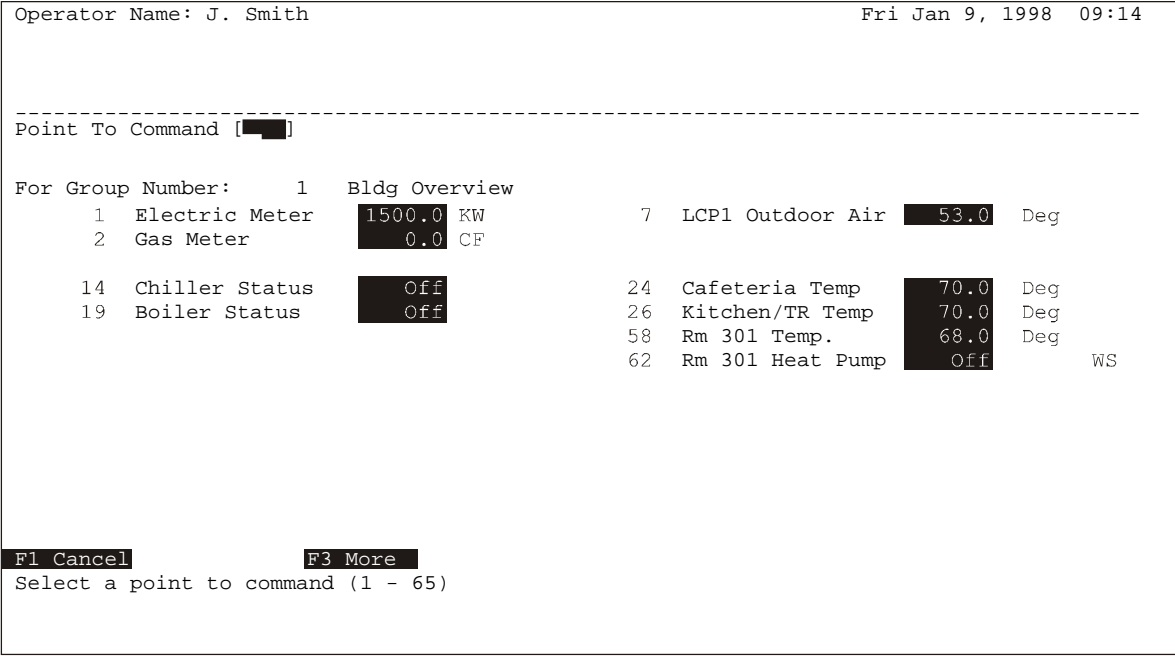 Operator Name: J. Smith Fri Jan 9, 1998 09:14
--------------------------------------------------------------------------------
Point To Command [ ]
For Group Number: 1 Bldg Overview
1 Electric Meter 1500.0 KW 7 LCP1 Outdoor Air 53.0 Deg
2 Gas Meter 0.0 CF
14 Chiller Status Off 24 Cafeteria Temp 70.0 Deg
19 Boiler Status Off 26 Kitchen/TR Temp 70.0 Deg
58 Rm 301 Temp. 68.0 Deg
62 Rm 301 Heat Pump Off WS
F1 Cancel F3 More
Select a point to command (1 - 65)